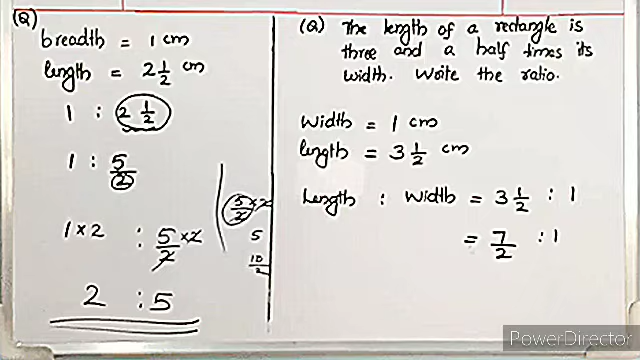 (Q)
breadth = 1 cm
length = 2 1/2 cm
1 : 2 1/2
1 : 5/2
1 × 2 : 5/2 × 2
2 : 5
5/2 × 2
5
10/2
(Q) The length of a rectangle is
three and a half times its
width. Write the ratio.
Width = 1 cm
length = 3 1/2 cm
Length : Width = 3 1/2 : 1
= 7/2 : 1
PowerDirector